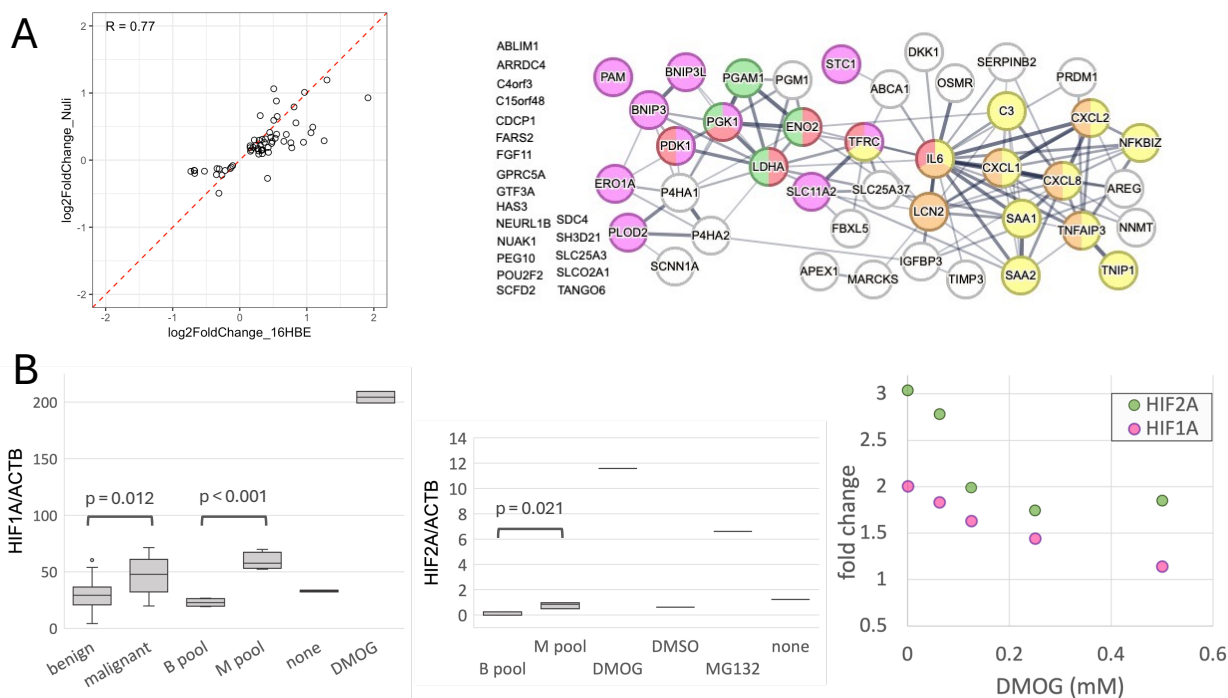 A
R = 0.77
2
1
0
-1
-2
-2
-1
0
1
2
log2FoldChange_Nuli
log2FoldChange_16HBE
ABLIM1
ARRDC4
C4orf3
C15orf48
CDCP1
FARS2
FGF11
GPRC5A
GTF3A
HAS3
NEURL1B
NUAK1
PEG10
POU2F2
SCFD2
SDC4
SH3D21
SLC25A3
SLCO2A1
TANGO6
PAM
BNIP3L
PGAM1
PGM1
STC1
DKK1
OSMR
SERPINB2
PRDM1
ABCA1
BNIP3
PGK1
ENO2
C3
CXCL2
NFKBIZ
PDK1
LDHA
TFRC
IL6
CXCL1
CXCL8
AREG
ERO1A
P4HA1
SLC11A2
SLC25A37
LCN2
SAA1
TNFAIP3
NNMT
PLOD2
P4HA2
FBXL5
IGFBP3
SCNN1A
APEX1
MARCKS
TIMP3
SAA2
TNIP1
B
HIF1A/ACTB
200
150
100
50
0
p = 0.012
p < 0.001
benign
malignant
B pool
M pool
none
DMOG
HIF2A/ACTB
14
12
10
8
6
4
2
0
p = 0.021
B pool
M pool
DMOG
DMSO
MG132
none
fold change
3
2.5
2
1.5
1
0.5
HIF2A
HIF1A
0
0.2
0.4
0.6
DMOG (mM)